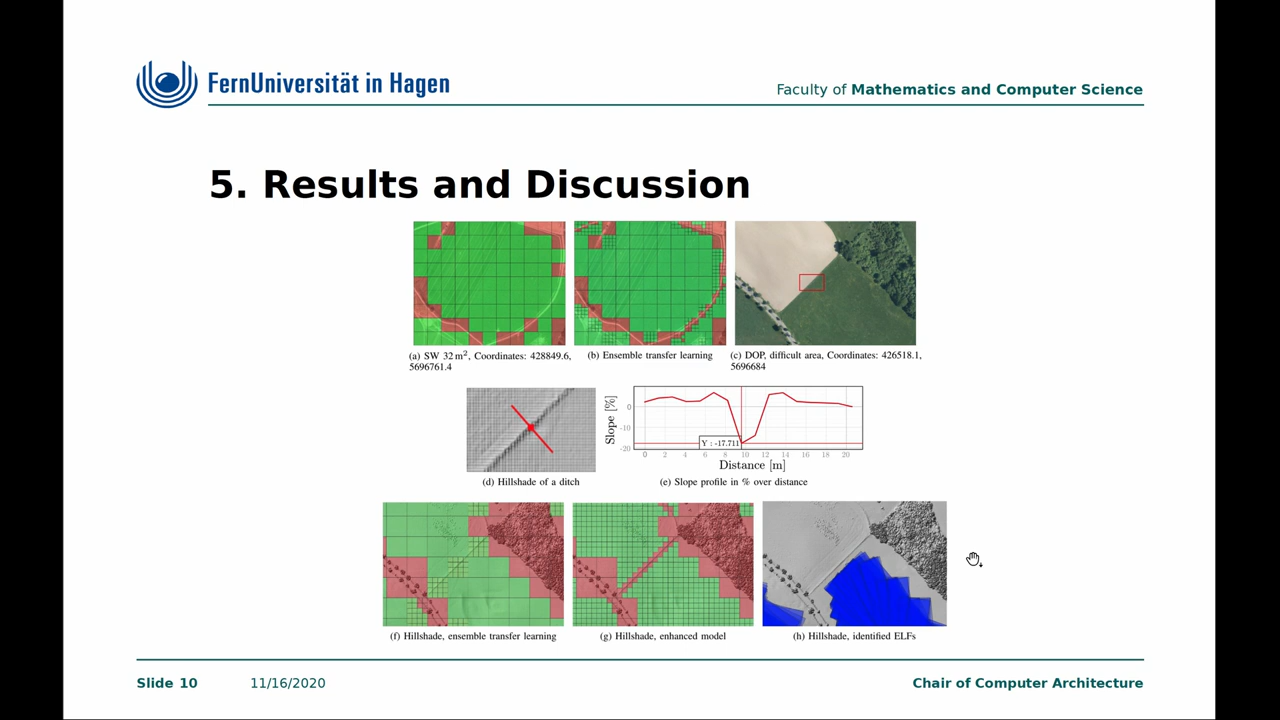 FernUniversität in Hagen
Faculty of Mathematics and Computer Science
5. Results and Discussion
(a) SW 32 m², Coordinates: 428849.6,
5696761.4
(b) Ensemble transfer learning
(c) DOP, difficult area, Coordinates: 426518.1,
5696684
Slope [%]
0
-10
-20
Y : -17.711
0 2 4 6 8 10 12 14 16 18 20
Distance [m]
(d) Hillshade of a ditch
(e) Slope profile in % over distance
(f) Hillshade, ensemble transfer learning
(g) Hillshade, enhanced model
(h) Hillshade, identified ELFs
Slide 10
11/16/2020
Chair of Computer Architecture